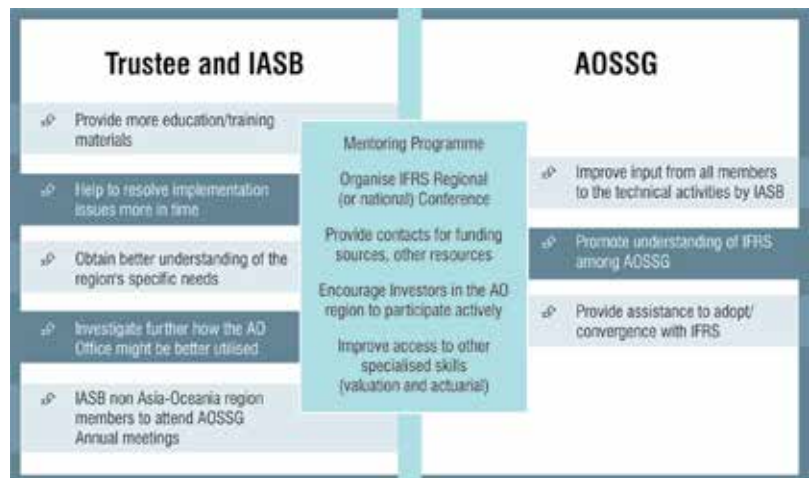 Trustee and IASB
Provide more education/training
materials
Help to resolve implementation
issues more in time
Obtain better understanding of the
region's specific needs
Investigate further how the AO
Office might be better utilised
IASB non Asia-Oceania region
members to attend AOSSG
Annual meetings
Mentoring Programme
Organise IFRS Regional
(or national) Conference
Provide contacts for funding
sources, other resources
Encourage Investors in the AO
region to participate actively
Improve access to other
specialised skills
(valuation and actuarial)
AOSSG
Improve input from all members
to the technical activities by IASB
Promote understanding of IFRS
among AOSSG
Provide assistance to adopt/
convergence with IFRS